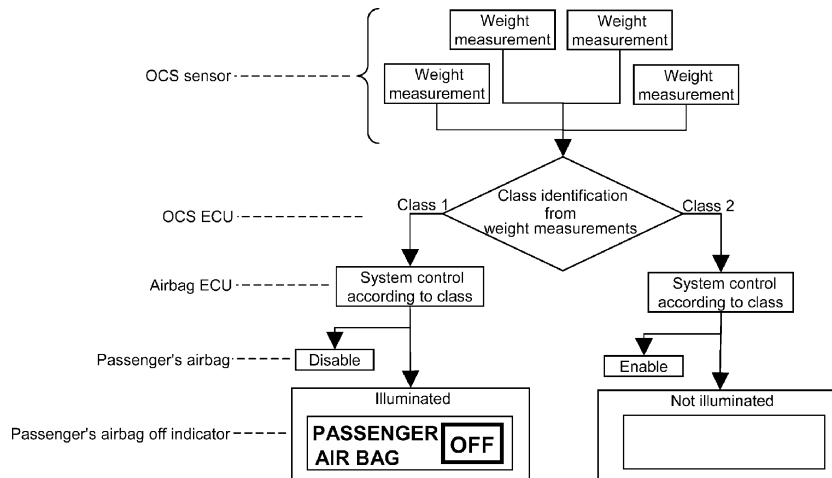 Weight
measurement
Weight
measurement
OCS sensor
Weight
measurement
Weight
measurement
Class 1
Class identification
from
weight measurements
Class 2
OCS ECU
Airbag ECU
System control
according to class
System control
according to class
Passenger's airbag
Disable
Enable
Illuminated
Not illuminated
Passenger's airbag off indicator
PASSENGER
AIR BAG
OFF